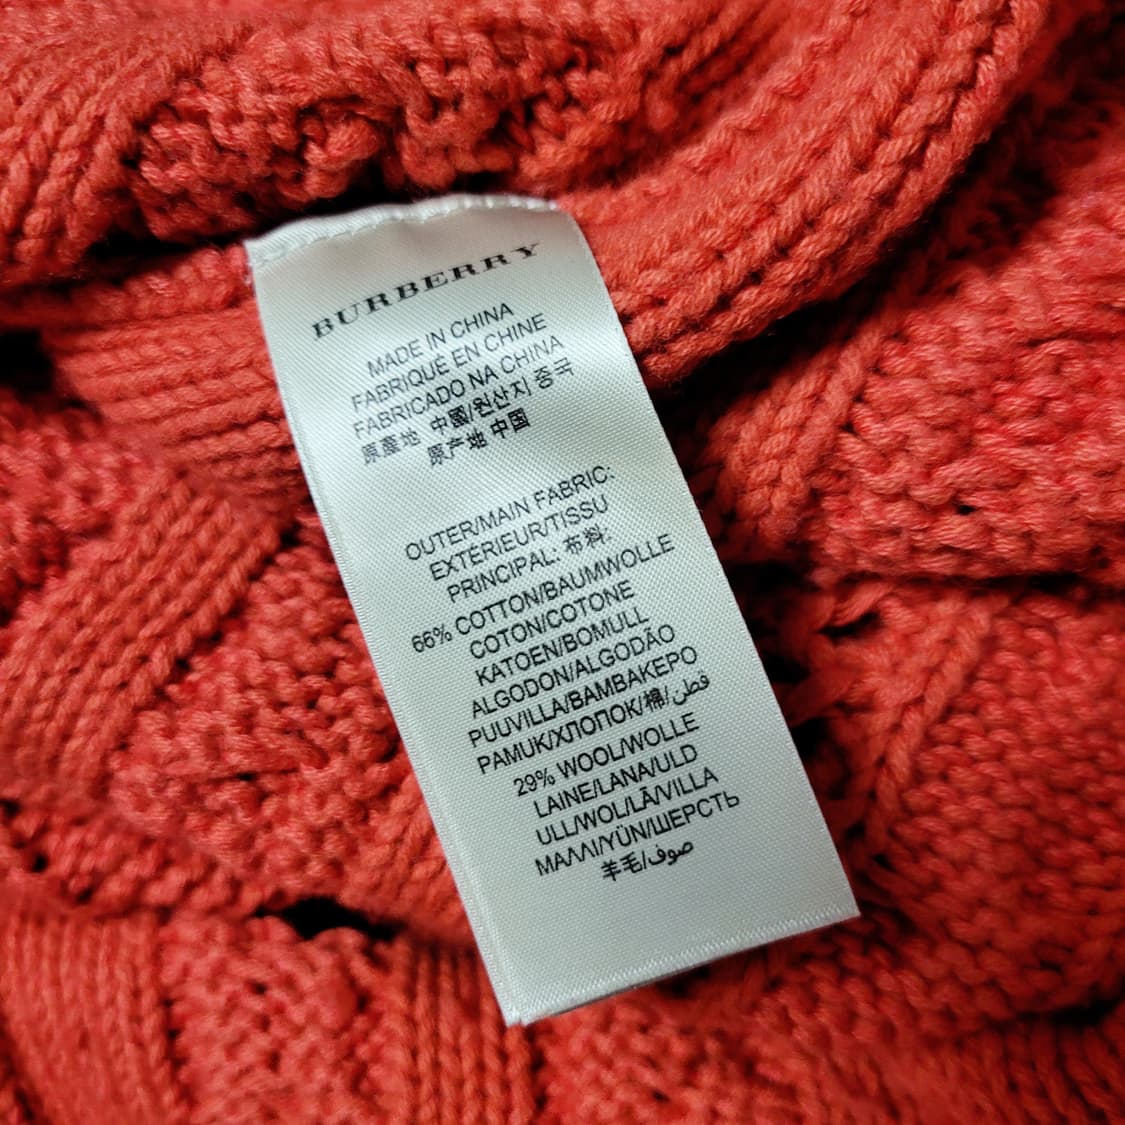 BURBERRY
MADE IN CHINA
FABRIQUÉ EN CHINE
FABRICADO NA CHINA
原產地 中國/원산지 중국
原产地 中国
OUTER/MAIN FABRIC:
EXTÉRIEUR/TISSU
PRINCIPAL: 布料:
66% COTTON/BAUMWOLLE
COTON/COTONE
KATOEN/BOMULL
ALGODON/ALGODÃO
PUUVILLA/ΒΑΜΒΑΚΕΡΟ
PAMUK/ХЛОПОК/棉/قطن
29% WOOL/WOLLE
LAINE/LANA/ULD
ULL/WOL/LÃ/VILLA
ΜΑΛΛΙ/YÜN/ШЕРСТЬ
羊毛/صوف